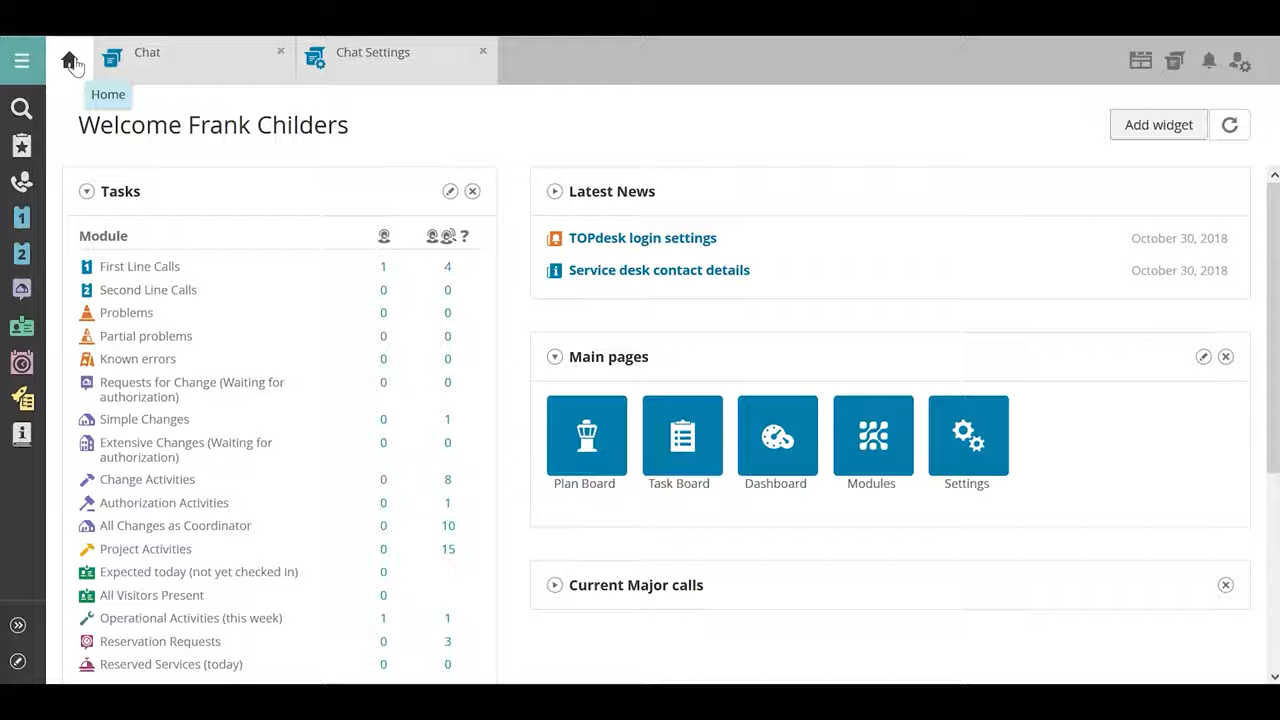 Chat
Chat Settings
Home
Welcome Frank Childers
Add widget
Tasks
Module ?
First Line Calls 1 4
Second Line Calls 0 0
Problems 0 0
Partial problems 0 0
Known errors 0 0
Requests for Change (Waiting for
authorization) 0 0
Simple Changes 0 1
Extensive Changes (Waiting for
authorization) 0 0
Change Activities 0 8
Authorization Activities 0 1
All Changes as Coordinator 0 10
Project Activities 0 15
Expected today (not yet checked in) 0
All Visitors Present 0
Operational Activities (this week) 1 1
Reservation Requests 0 3
Reserved Services (today) 0 0
Latest News
TOPdesk login settings October 30, 2018
Service desk contact details October 30, 2018
Main pages
Plan Board
Task Board
Dashboard
Modules
Settings
Current Major calls
1
2